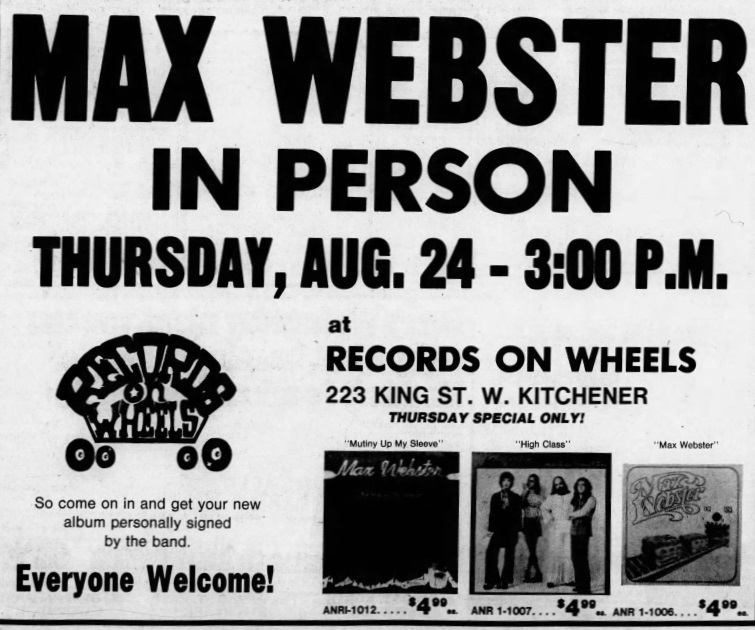 MAX WEBSTER
IN PERSON
THURSDAY, AUG. 24 - 3:00 P.M.
at
RECORDS ON WHEELS
223 KING ST. W. KITCHENER
THURSDAY SPECIAL ONLY!
RECORDS
on
WHEELS
So come on in and get your new
album personally signed
by the band.
Everyone Welcome!
"Mutiny Up My Sleeve"
Max Webster
ANRI-1012..... $4.99 ea.
"High Class"
ANR 1-1007.... $4.99 ea.
"Max Webster"
Max
Webster
ANR 1-1006.... $4.99 ea.